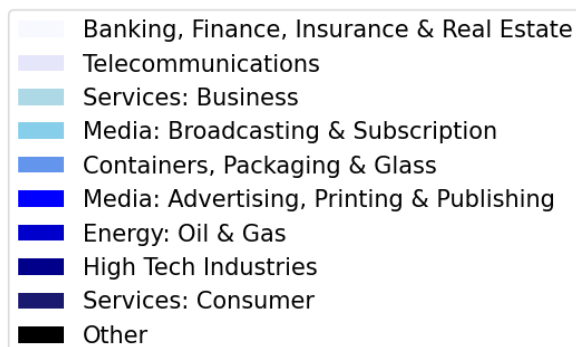 Banking, Finance, Insurance & Real Estate
Telecommunications
Services: Business
Media: Broadcasting & Subscription
Containers, Packaging & Glass
Media: Advertising, Printing & Publishing
Energy: Oil & Gas
High Tech Industries
Services: Consumer
Other